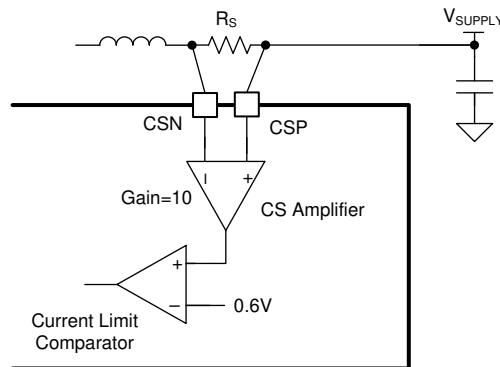 R_S
V_SUPPLY
CSN
CSP
Gain=10
CS Amplifier
0.6V
Current Limit
Comparator